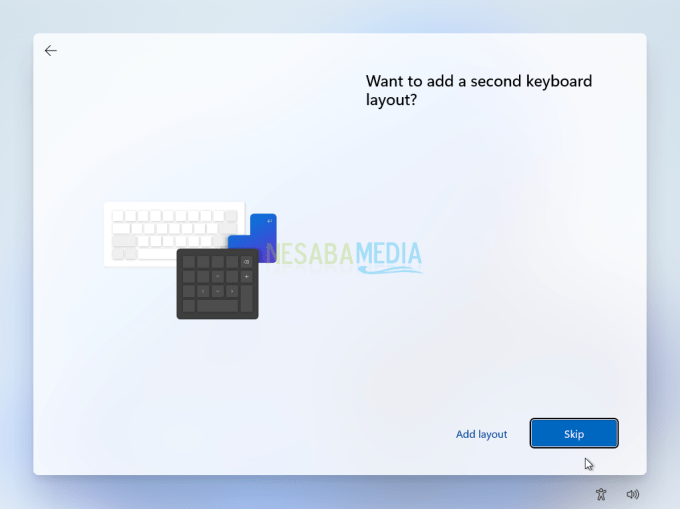 Want to add a second keyboard
layout?
NESABAMEDIA
Add layout
Skip